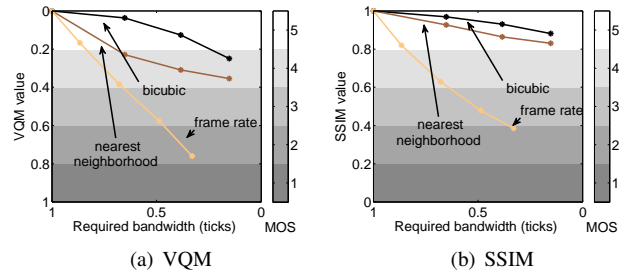 VQM value
0
0.2
0.4
0.6
0.8
1
bicubic
nearest
neighborhood
frame rate
1
0.5
0
Required bandwidth (ticks)
5
4
3
2
1
MOS
(a) VQM
SSIM value
1
0.8
0.6
0.4
0.2
0
bicubic
nearest
neighborhood
frame rate
1
0.5
0
Required bandwidth (ticks)
5
4
3
2
1
MOS
(b) SSIM